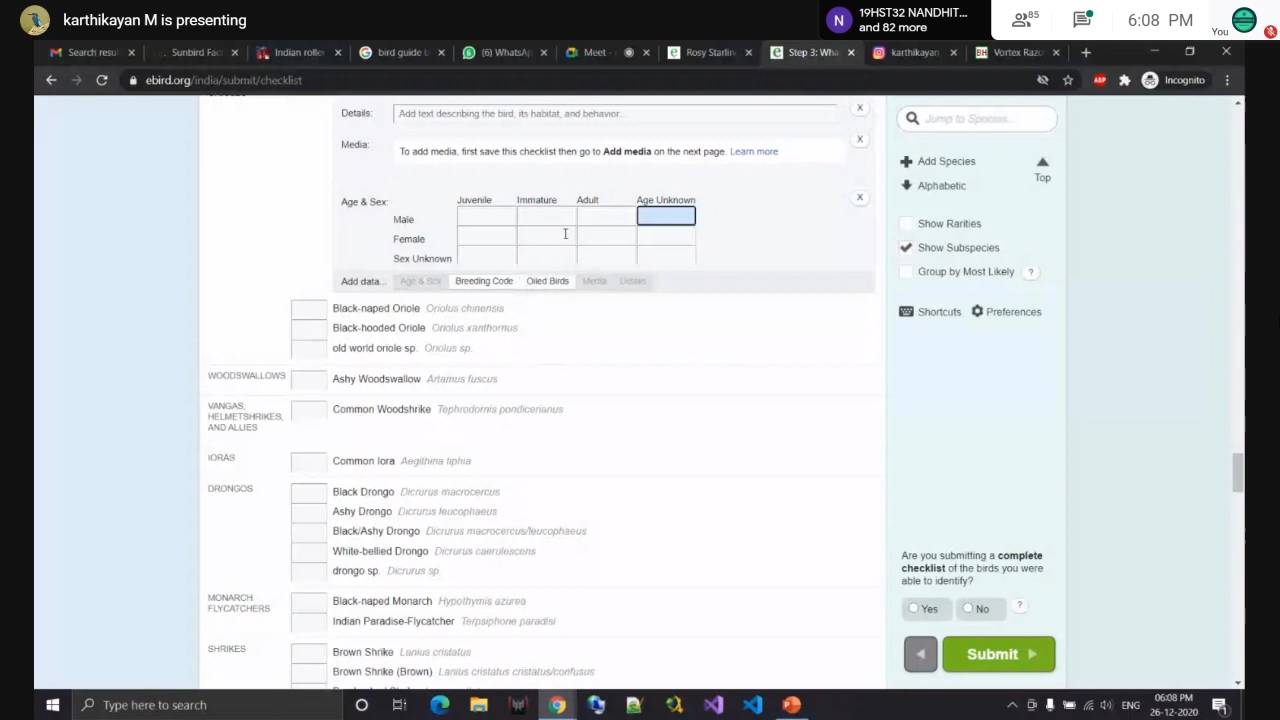 karthikayan M is presenting
N
19HST32 NANDHIT...
and 82 more
85
6:08 PM
You
Search resu
Sunbird Fac
Indian rolle
bird guide b
(6) WhatsAp
Meet -
Rosy Starlin
Step 3: Wha
karthikayan
BH
Vortex Razo
ebird.org/india/submit/checklist
ABP
Incognito
Details:
Add text describing the bird, its habitat, and behavior...
X
Media:
To add media, first save this checklist then go to Add media on the next page. Learn more
X
Age & Sex:
Juvenile Immature Adult Age Unknown
X
Male
Female
Sex Unknown
Add data... Age & Sex Breeding Code Oiled Birds Media Details
Black-naped Oriole Oriolus chinensis
Black-hooded Oriole Oriolus xanthornus
old world oriole sp. Oriolus sp.
WOODSWALLOWS
Ashy Woodswallow Artamus fuscus
VANGAS,
HELMETSHRIKES,
AND ALLIES
Common Woodshrike Tephrodornis pondicerianus
IORAS
Common Iora Aegithina tiphia
DRONGOS
Black Drongo Dicrurus macrocercus
Ashy Drongo Dicrurus leucophaeus
Black/Ashy Drongo Dicrurus macrocercus/leucophaeus
White-bellied Drongo Dicrurus caerulescens
drongo sp. Dicrurus sp.
MONARCH
FLYCATCHERS
Black-naped Monarch Hypothymis azurea
Indian Paradise-Flycatcher Terpsiphone paradisi
SHRIKES
Brown Shrike Lanius cristatus
Brown Shrike (Brown) Lanius cristatus cristatus/confusus
Jump to Species...
Add Species
Top
Alphabetic
Show Rarities
Show Subspecies
Group by Most Likely ?
Shortcuts Preferences
Are you submitting a complete
checklist of the birds you were
able to identify?
Yes No ?
Submit
Type here to search
ENG
06:08 PM
26-12-2020
1